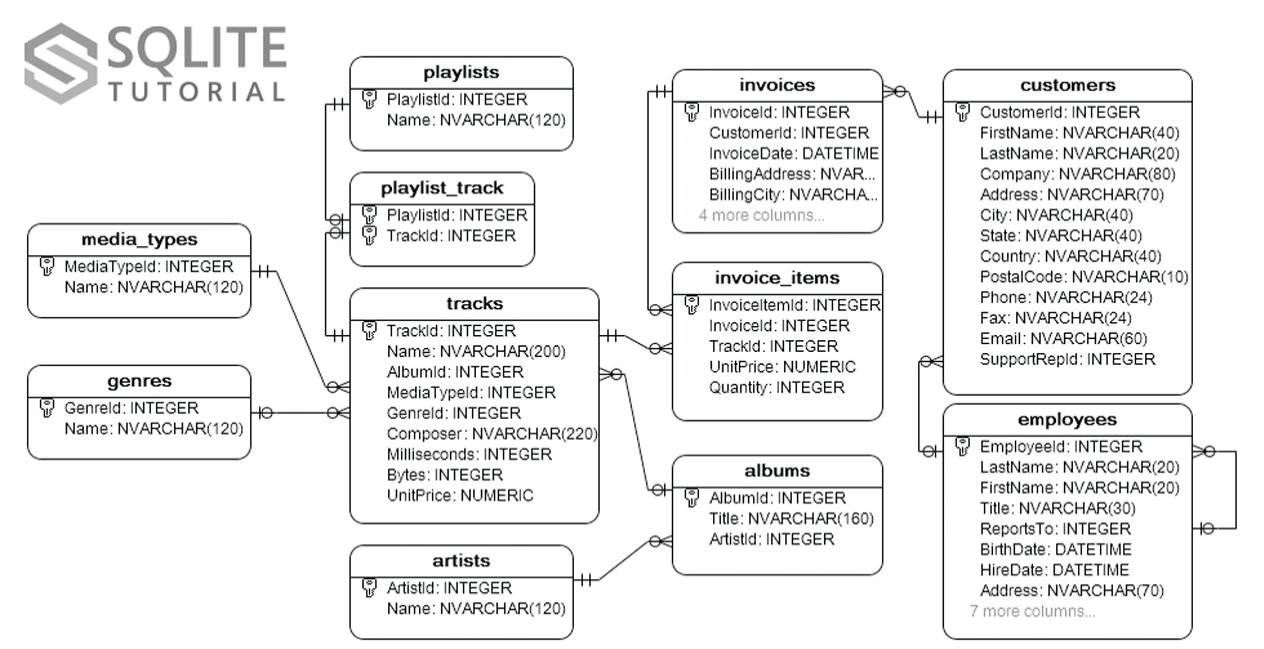 SQLITE
TUTORIAL
playlists
PlaylistId: INTEGER
Name: NVARCHAR(120)
playlist_track
PlaylistId: INTEGER
TrackId: INTEGER
media_types
MediaTypeId: INTEGER
Name: NVARCHAR(120)
genres
GenreId: INTEGER
Name: NVARCHAR(120)
tracks
TrackId: INTEGER
Name: NVARCHAR(200)
AlbumId: INTEGER
MediaTypeId: INTEGER
GenreId: INTEGER
Composer: NVARCHAR(220)
Milliseconds: INTEGER
Bytes: INTEGER
UnitPrice: NUMERIC
artists
ArtistId: INTEGER
Name: NVARCHAR(120)
invoices
InvoiceId: INTEGER
CustomerId: INTEGER
InvoiceDate: DATETIME
BillingAddress: NVAR...
BillingCity: NVARCHA...
4 more columns...
invoice_items
InvoiceItemId: INTEGER
InvoiceId: INTEGER
TrackId: INTEGER
UnitPrice: NUMERIC
Quantity: INTEGER
albums
AlbumId: INTEGER
Title: NVARCHAR(160)
ArtistId: INTEGER
customers
CustomerId: INTEGER
FirstName: NVARCHAR(40)
LastName: NVARCHAR(20)
Company: NVARCHAR(80)
Address: NVARCHAR(70)
City: NVARCHAR(40)
State: NVARCHAR(40)
Country: NVARCHAR(40)
PostalCode: NVARCHAR(10)
Phone: NVARCHAR(24)
Fax: NVARCHAR(24)
Email: NVARCHAR(60)
SupportRepId: INTEGER
employees
EmployeeId: INTEGER
LastName: NVARCHAR(20)
FirstName: NVARCHAR(20)
Title: NVARCHAR(30)
ReportsTo: INTEGER
BirthDate: DATETIME
HireDate: DATETIME
Address: NVARCHAR(70)
7 more columns...